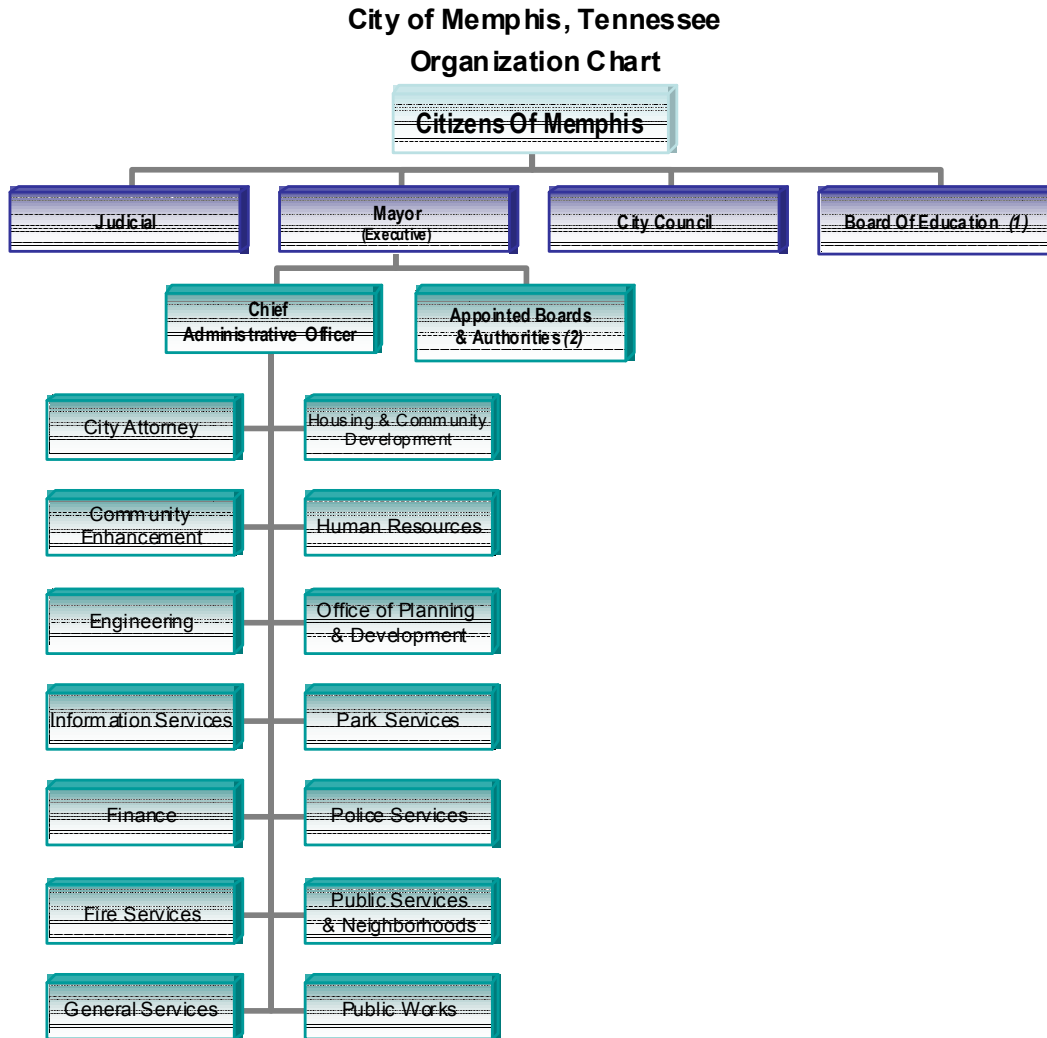 City of Memphis, Tennessee
Organization Chart
Citizens Of Memphis
Judicial
Mayor
(Executive)
City Council
Board Of Education (1)
Chief
Administrative Officer
Appointed Boards
& Authorities (2)
City Attorney
Housing & Community
Development
Community
Enhancement
Human Resources
Engineering
Office of Planning
& Development
Information Services
Park Services
Finance
Police Services
Fire Services
Public Services
& Neighborhoods
General Services
Public Works